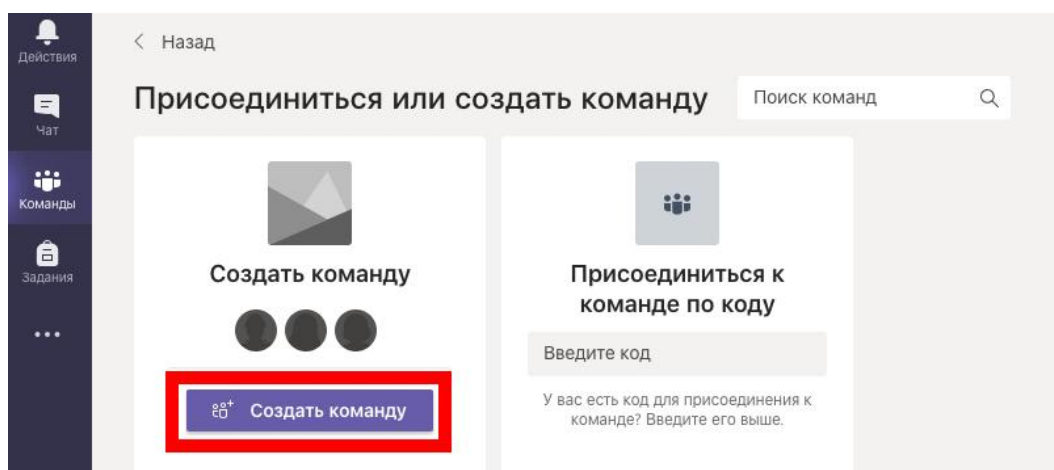 Действия
Чат
Команды
Задания
Назад
Присоединиться или создать команду
Поиск команд
Создать команду
Создать команду
Присоединиться к
команде по коду
Введите код
У вас есть код для присоединения к
команде? Введите его выше.